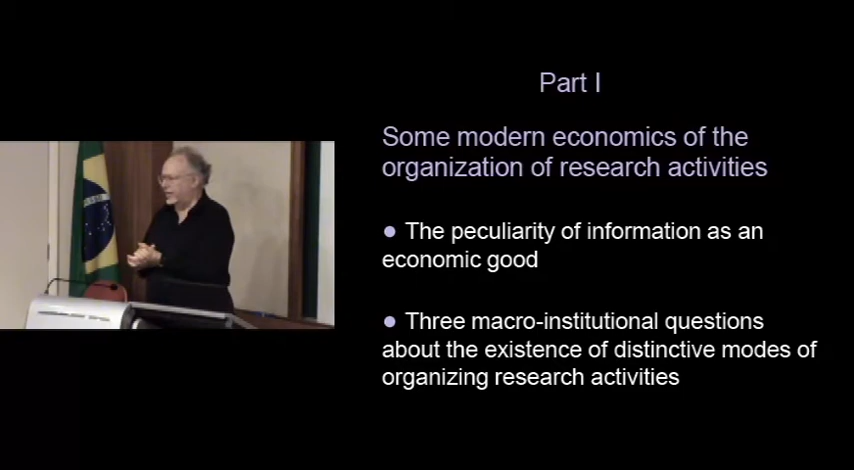 Part I
Some modern economics of the
organization of research activities
● The peculiarity of information as an
economic good
● Three macro-institutional questions
about the existence of distinctive modes of
organizing research activities